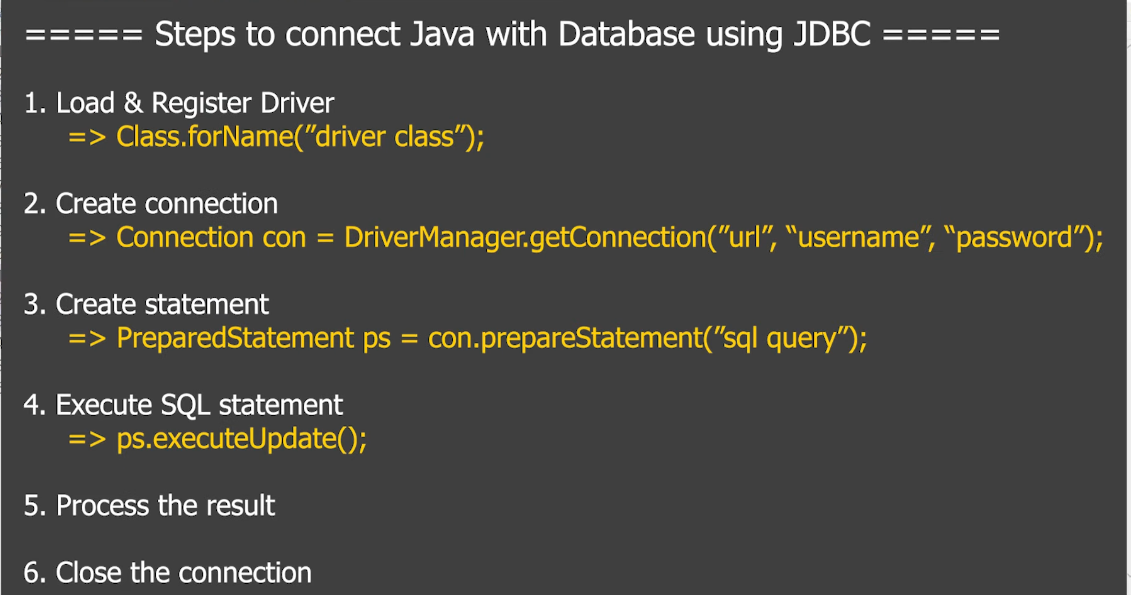 ===== Steps to connect Java with Database using JDBC =====
1. Load & Register Driver
=> Class.forName(”driver class”);
2. Create connection
=> Connection con = DriverManager.getConnection(”url”, “username”, “password”);
3. Create statement
=> PreparedStatement ps = con.prepareStatement(”sql query”);
4. Execute SQL statement
=> ps.executeUpdate();
5. Process the result
6. Close the connection